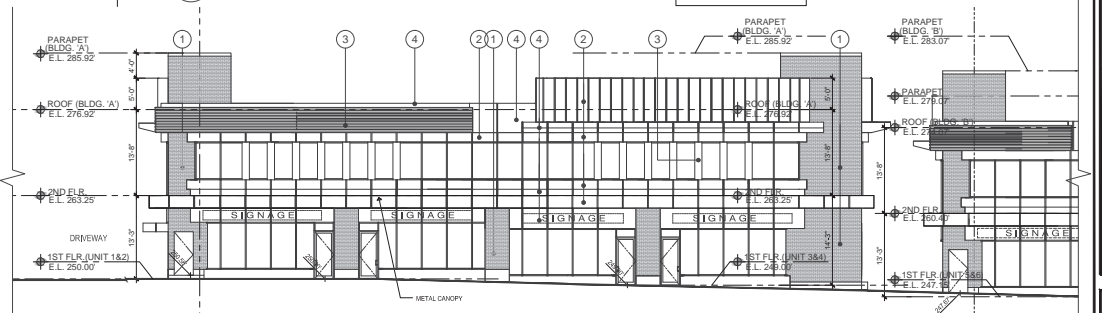 PARAPET
(BLDG. 'A')
E.L. 285.92'
4'-0"
5'-0"
ROOF (BLDG. 'A')
E.L. 276.92'
13'-8"
2ND FLR.
E.L. 263.25'
DRIVEWAY
13'-3"
1ST FLR.(UNIT 1&2)
E.L. 250.00'
1
3
4
2
1
4
4
2
3
1
SIGNAGE
SIGNAGE
SIGNAGE
SIGNAGE
METAL CANOPY
PARAPET
(BLDG. 'A')
E.L. 285.92'
5'-0"
ROOF (BLDG. 'A')
E.L. 276.92'
13'-8"
2ND FLR.
E.L. 263.25'
14'-3"
1ST FLR.(UNIT 3&4)
E.L. 249.00'
PARAPET
(BLDG. 'B')
E.L. 283.07'
PARAPET
E.L. 279.07'
ROOF (BLDG. 'B')
13'-8"
2ND FLR.
E.L. 260.40'
SIGNAGE
13'-3"
1ST FLR.(UNIT 5&6)
E.L. 247.15'
247.67'